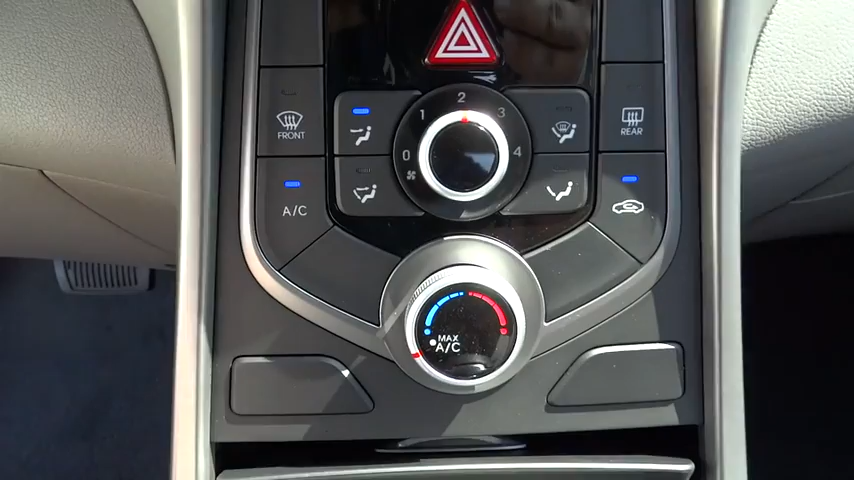 2
1 3
FRONT
REAR
0 4
A/C
MAX
A/C